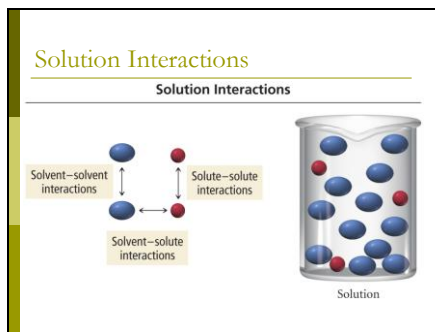 Solution Interactions
Solution Interactions
Solvent–solvent
interactions
Solute–solute
interactions
Solvent–solute
interactions
Solution